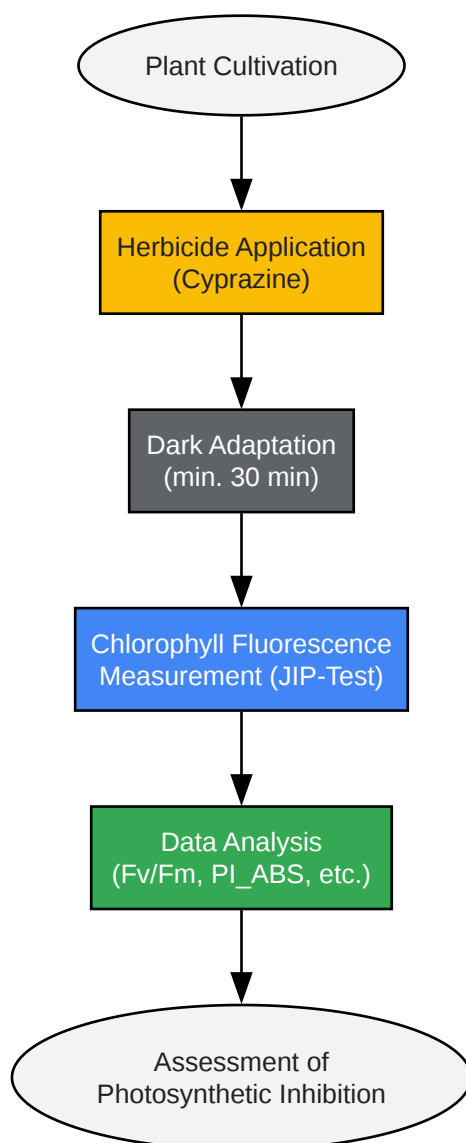 Plant Cultivation
Herbicide Application
(Cyprazine)
Dark Adaptation
(min. 30 min)
Chlorophyll Fluorescence
Measurement (JIP-Test)
Data Analysis
(Fv/Fm, PI_ABS, etc.)
Assessment of
Photosynthetic Inhibition